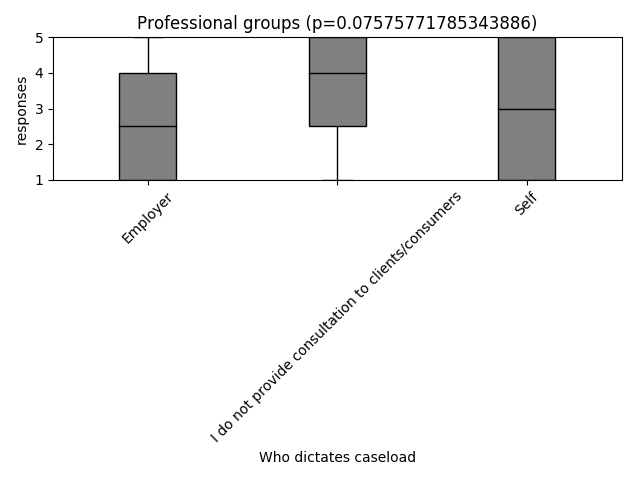 Professional groups (p=0.07575771785343886)
5
4
3
2
1
responses
Employer
I do not provide consultation to clients/consumers
Self
Who dictates caseload